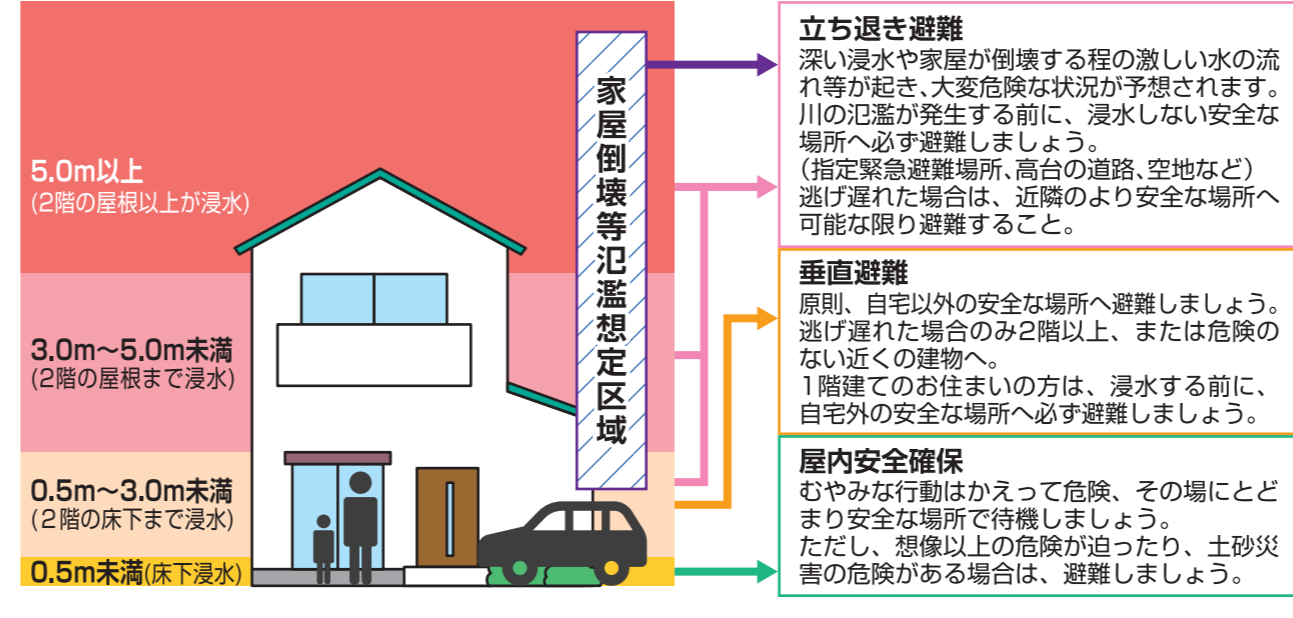 5.0m以上
(2階の屋根以上が浸水)
3.0m〜5.0m未満
(2階の屋根まで浸水)
0.5m〜3.0m未満
(2階の床下まで浸水)
0.5m未満(床下浸水)
家屋倒壊等氾濫想定区域
立ち退き避難
深い浸水や家屋が倒壊する程の激しい水の流
れ等が起き、大変危険な状況が予想されます。
川の氾濫が発生する前に、浸水しない安全な
場所へ必ず避難しましょう。
(指定緊急避難場所、高台の道路、空地など)
逃げ遅れた場合は、近隣のより安全な場所へ
可能な限り避難すること。
垂直避難
原則、自宅以外の安全な場所へ避難しましょう。
逃げ遅れた場合のみ2階以上、または危険の
ない近くの建物へ。
1階建てのお住まいの方は、浸水する前に、
自宅外の安全な場所へ必ず避難しましょう。
屋内安全確保
むやみな行動はかえって危険、その場にとど
まり安全な場所で待機しましょう。
ただし、想像以上の危険が迫ったり、土砂災
害の危険がある場合は、避難しましょう。